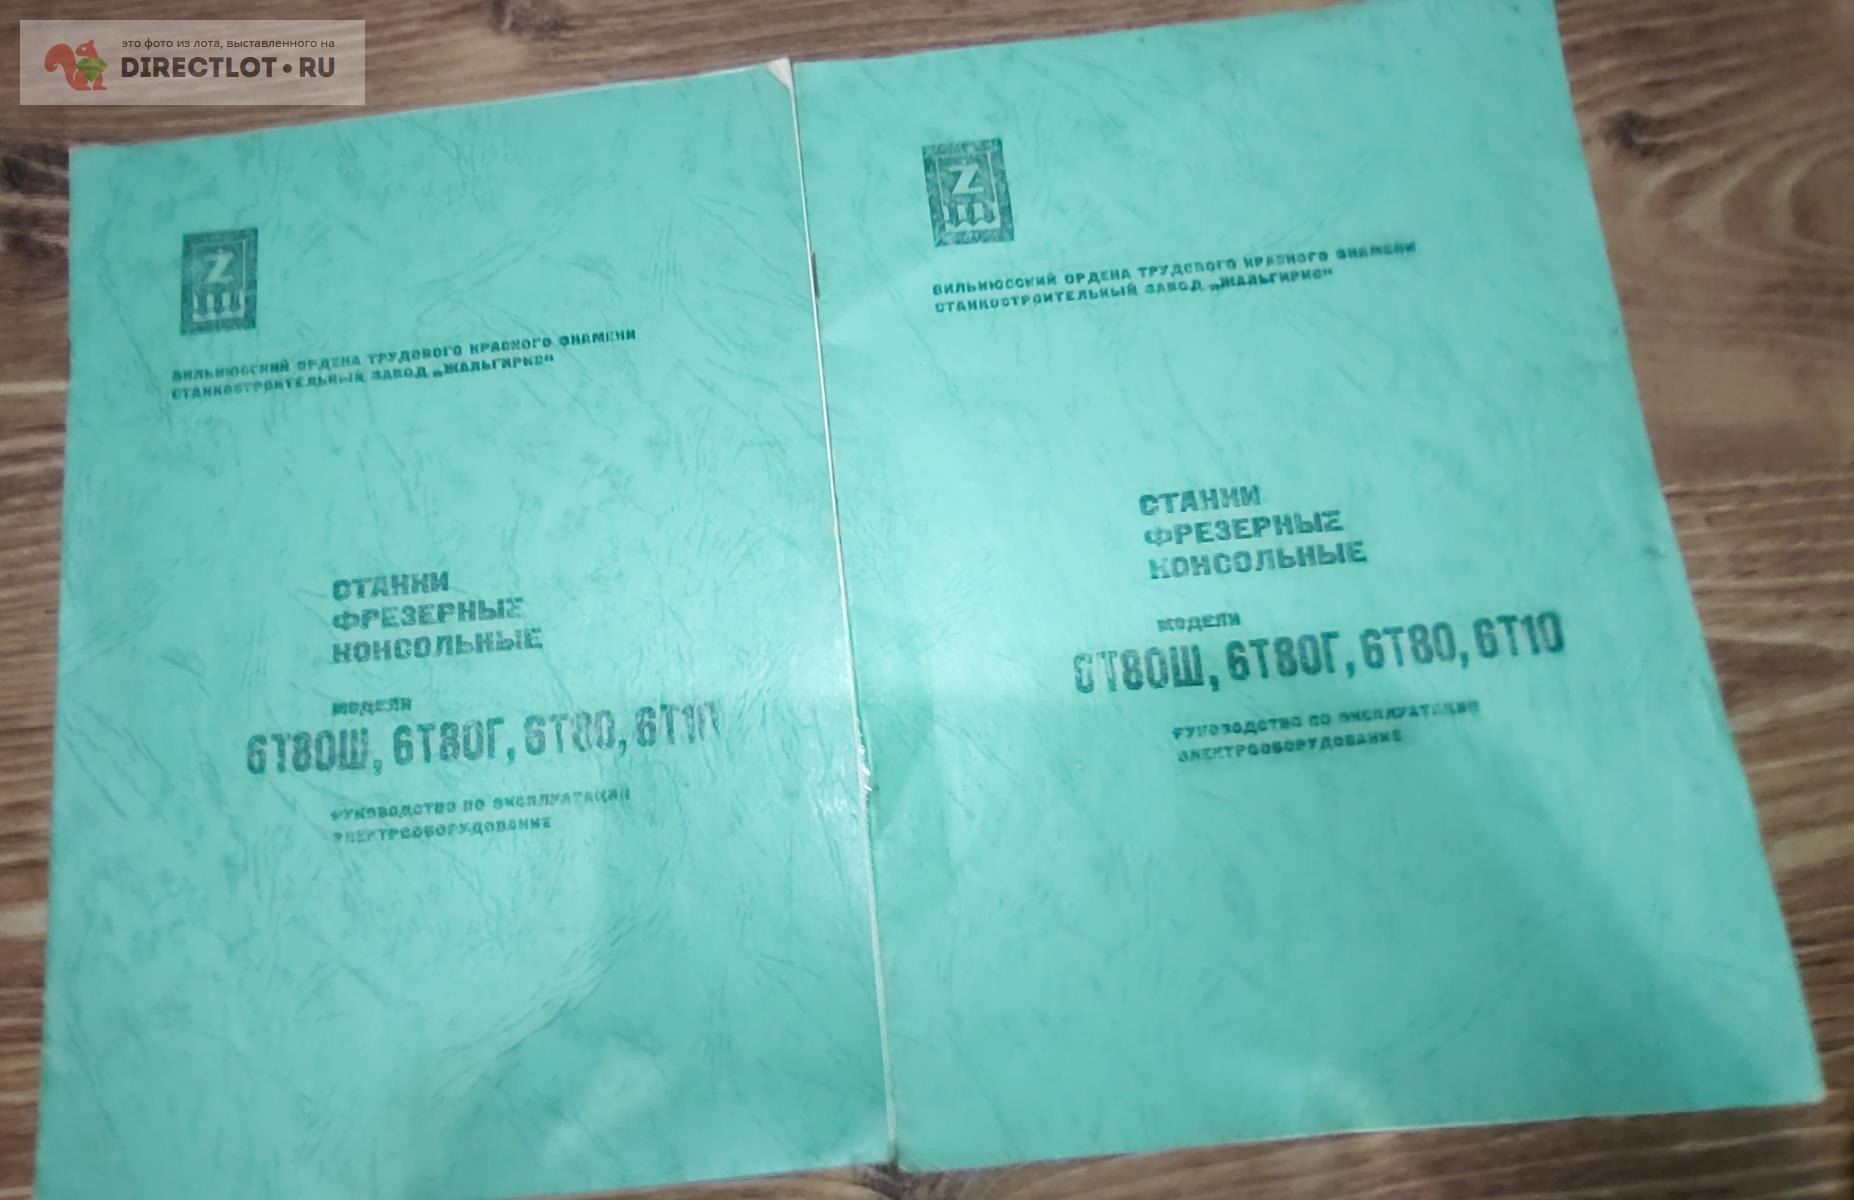 это фото из лота, выставленного на
DIRECTLOT•RU
Zm
ВИЛЬНЮССКИЙ ОРДЕНА ТРУДОВОГО КРАСНОГО ЗНАМЕНИ
СТАНКОСТРОИТЕЛЬНЫЙ ЗАВОД „ЖАЛЬГИРИС“
СТАНКИ
ФРЕЗЕРНЫЕ
КОНСОЛЬНЫЕ
модели
6Т80Ш, 6Т80Г, 6Т80, 6Т10
РУКОВОДСТВО ПО ЭКСПЛУАТАЦИИ
ЭЛЕКТРООБОРУДОВАНИЕ
Zm
ВИЛЬНЮССКИЙ ОРДЕНА ТРУДОВОГО КРАСНОГО ЗНАМЕНИ
СТАНКОСТРОИТЕЛЬНЫЙ ЗАВОД „ЖАЛЬГИРИС“
СТАНКИ
ФРЕЗЕРНЫЕ
КОНСОЛЬНЫЕ
модели
6Т80Ш, 6Т80Г, 6Т80, 6Т10
РУКОВОДСТВО ПО ЭКСПЛУАТАЦИИ
ЭЛЕКТРООБОРУДОВАНИЕ